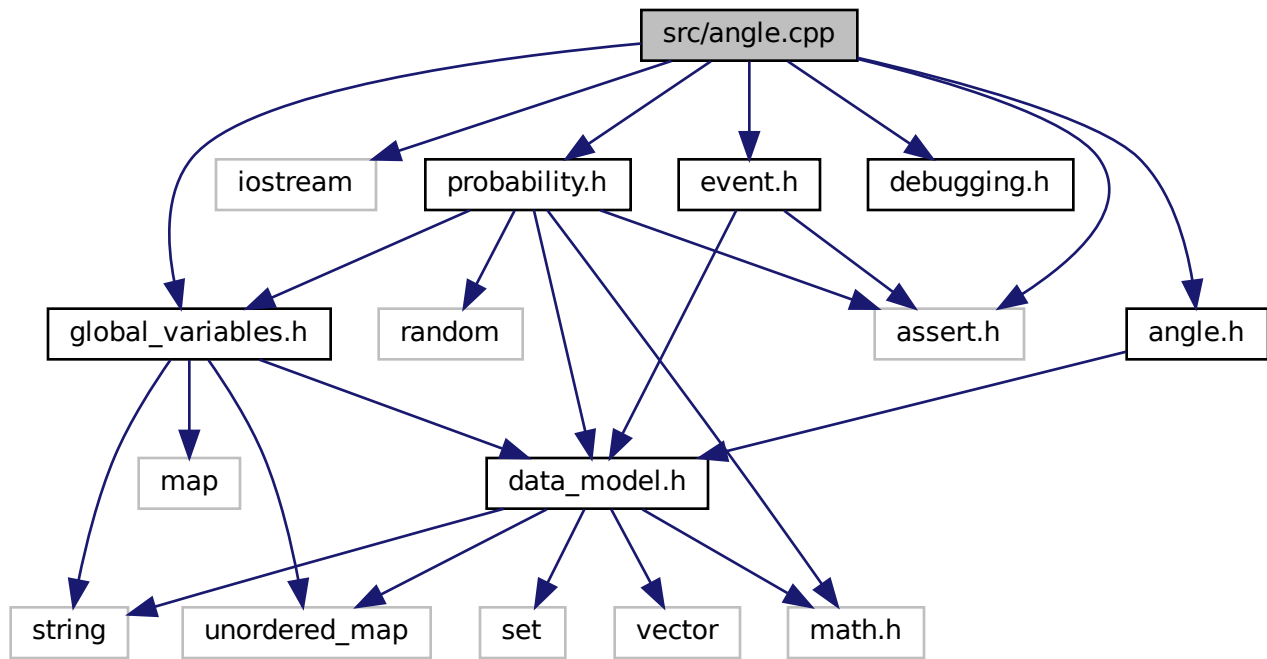 src/angle.cpp
iostream
probability.h
event.h
debugging.h
global_variables.h
random
assert.h
angle.h
map
data_model.h
string
unordered_map
set
vector
math.h